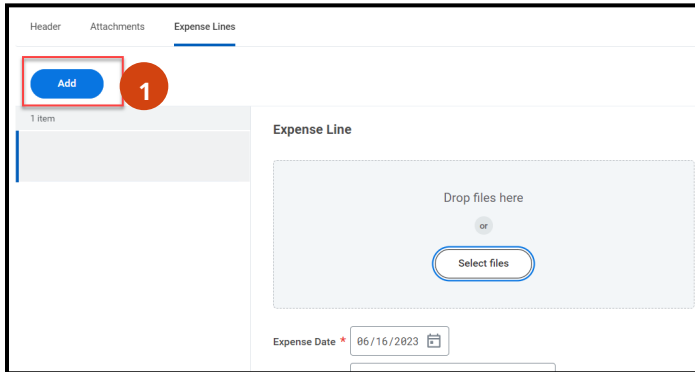 Header Attachments Expense Lines
Add
1
1 item
Expense Line
Drop files here
or
Select files
Expense Date * 06/16/2023